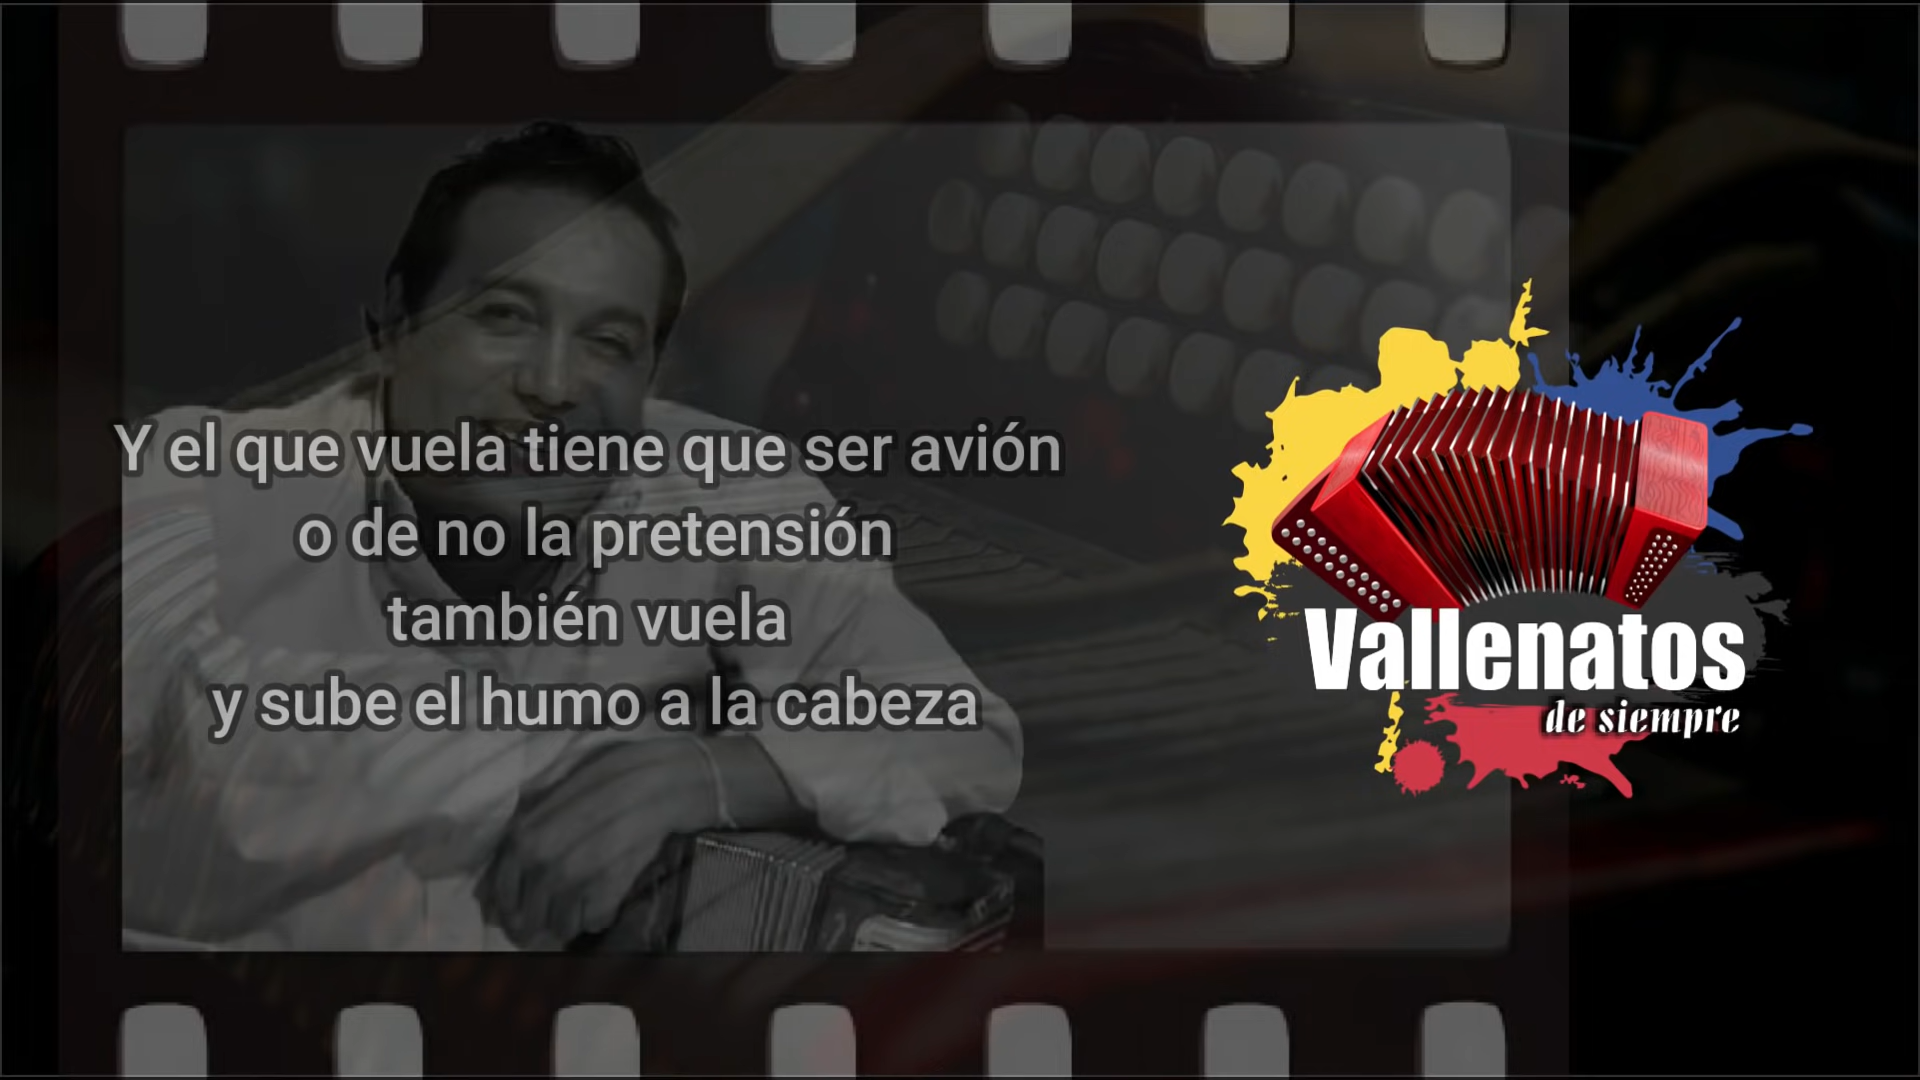 Y el que vuela tiene que ser avión
o de no la pretensión
también vuela
y sube el humo a la cabeza
Vallenatos
de siempre